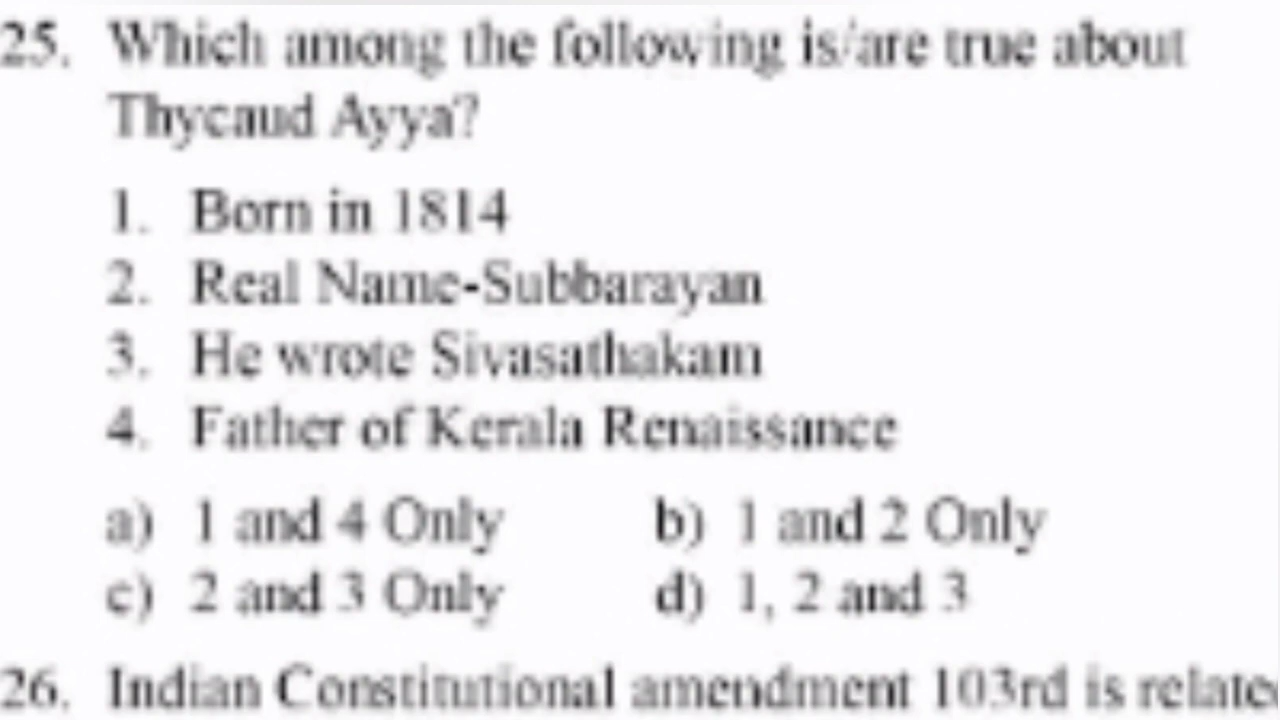 25. Which among the following is/are true about
Thycaud Ayya?
1. Born in 1814
2. Real Name-Subbarayan
3. He wrote Sivasathakam
4. Father of Kerala Renaissance
a) 1 and 4 Only b) 1 and 2 Only
c) 2 and 3 Only d) 1, 2 and 3
26. Indian Constitutional amendment 103rd is